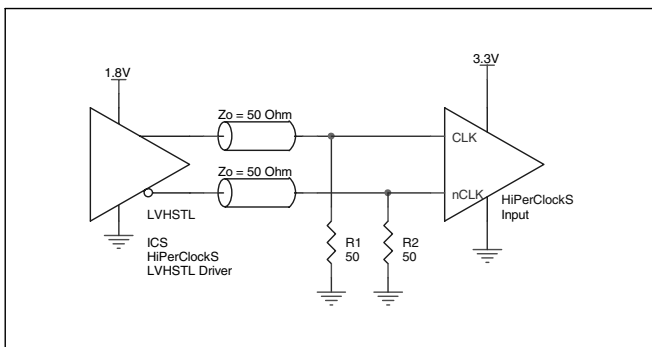 1.8V
3.3V
Zo = 50 Ohm
CLK
Zo = 50 Ohm
nCLK
HiPerClockS
Input
LVHSTL
ICS
HiPerClockS
LVHSTL Driver
R1
50
R2
50